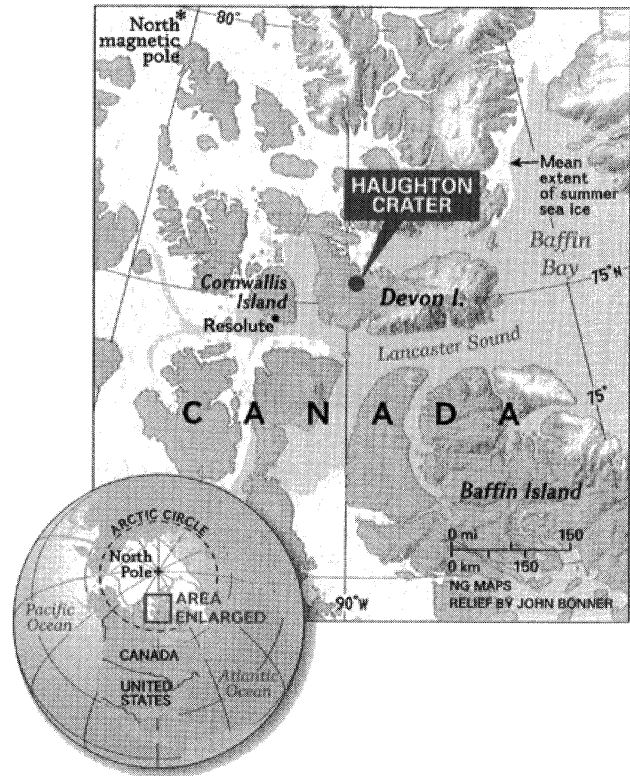 North
magnetic
pole
80°
Mean
extent
of summer
sea ice
HAUGHTON
CRATER
Baffin
Bay
75°N
Cornwallis
Island
Devon I.
Resolute
Lancaster Sound
75°
CANADA
Baffin Island
0 mi 150
0 km 150
NG MAPS
RELIEF BY JOHN BONNER
90°W
ARCTIC CIRCLE
North
Pole
AREA
ENLARGED
Pacific
Ocean
CANADA
UNITED
STATES
Atlantic
Ocean